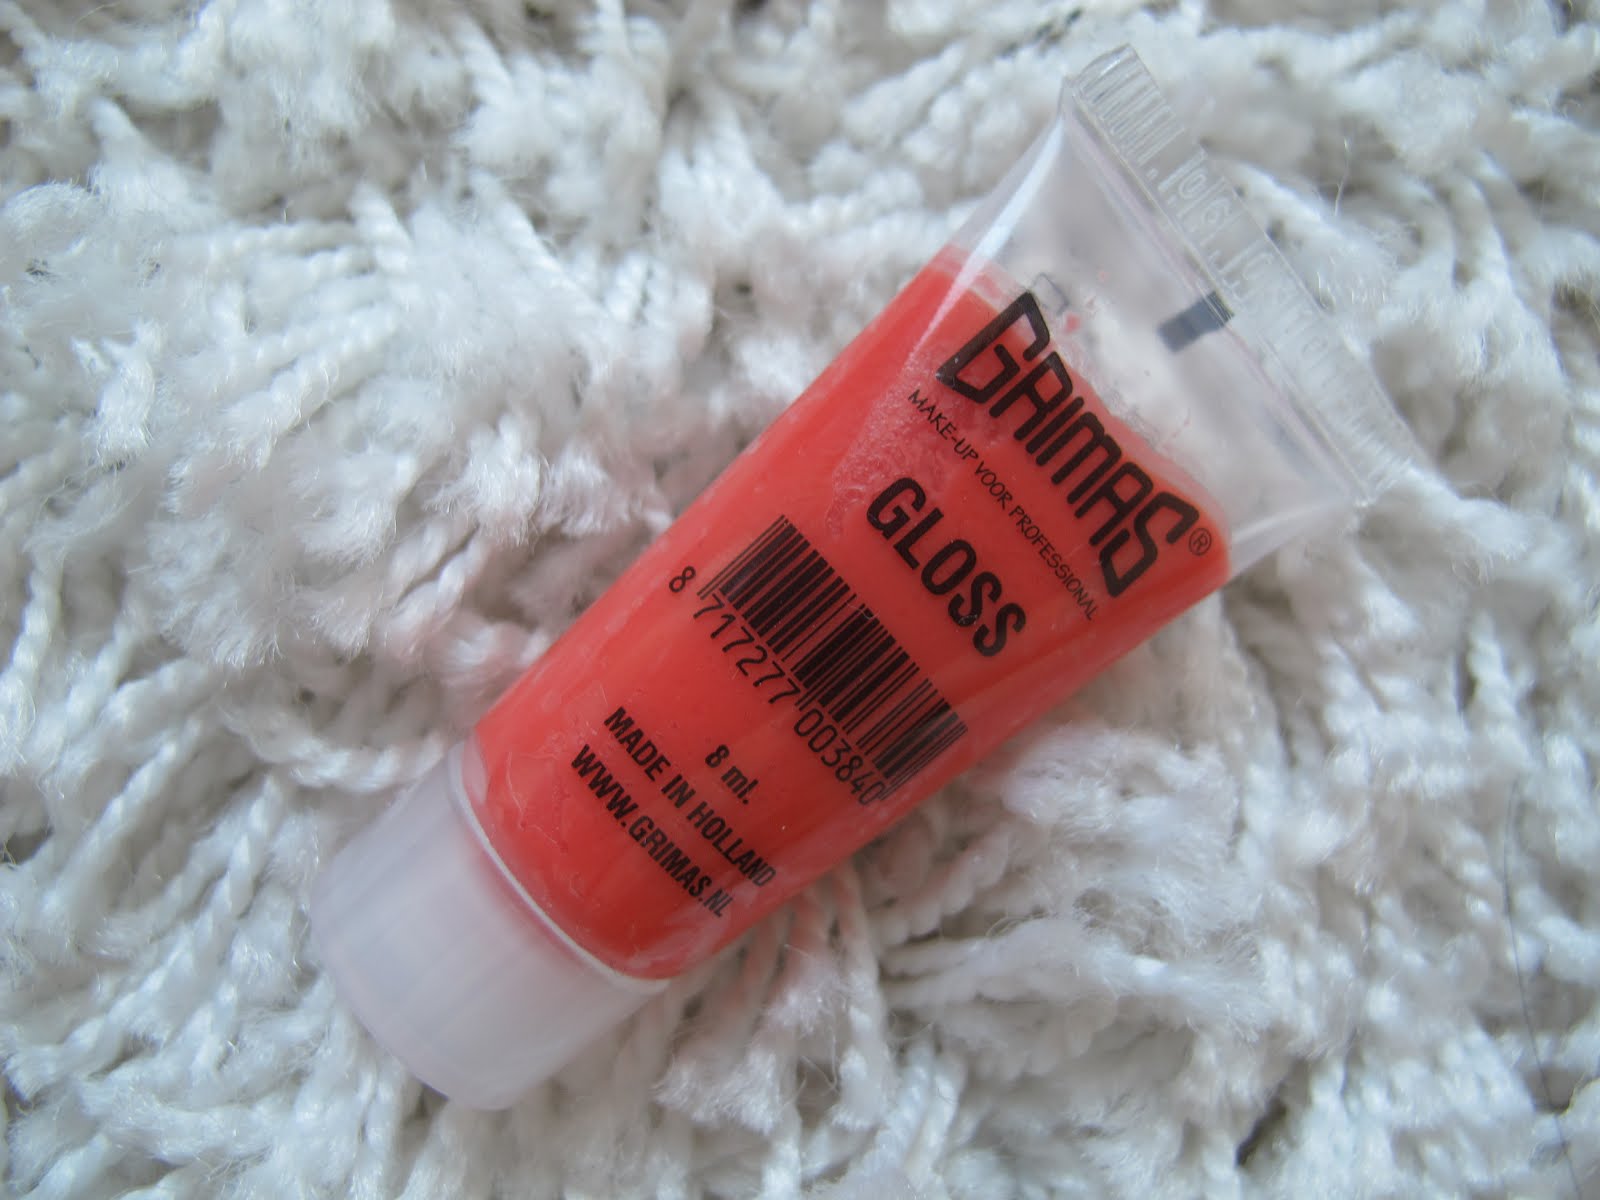 GRIMAS®
MAKE-UP VOOR PROFESSIONAL
GLOSS
8 717277 003840
8 ml.
MADE IN HOLLAND
WWW.GRIMAS.NL